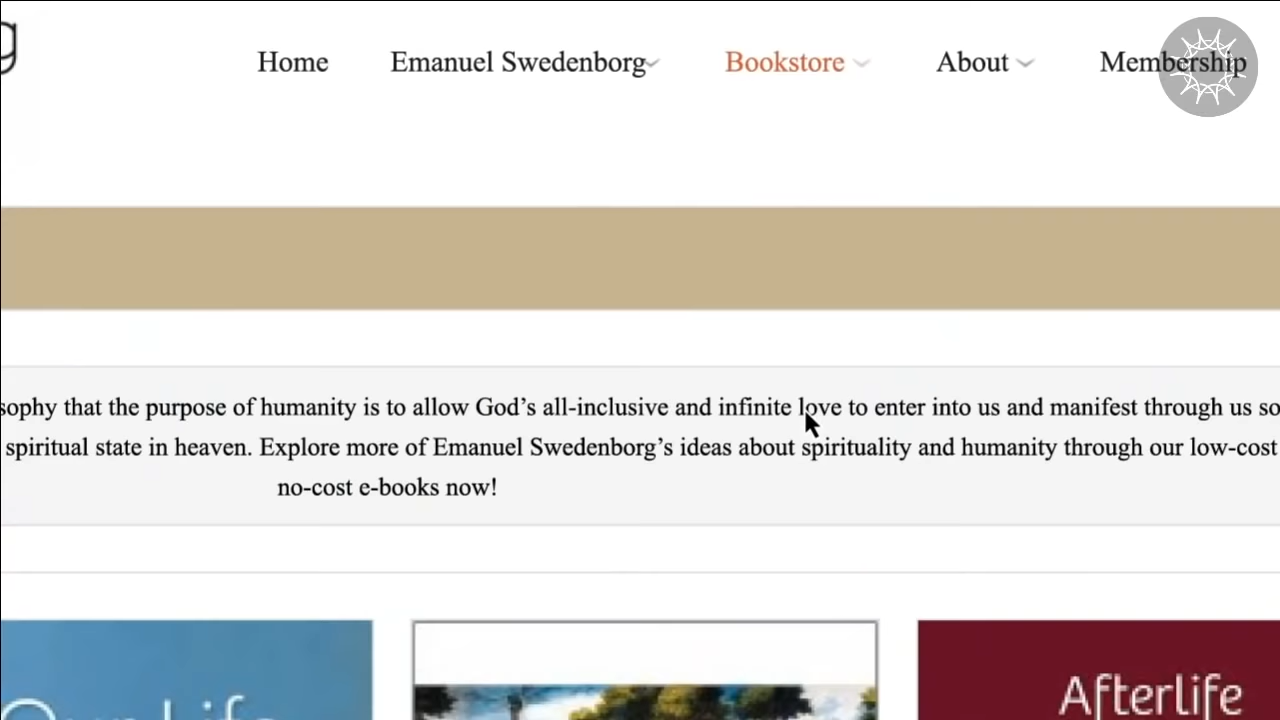 g
Home Emanuel Swedenborg Bookstore About Membership
sophy that the purpose of humanity is to allow God’s all-inclusive and infinite love to enter into us and manifest through us so
spiritual state in heaven. Explore more of Emanuel Swedenborg’s ideas about spirituality and humanity through our low-cost
no-cost e-books now!
Our Life
Afterlife